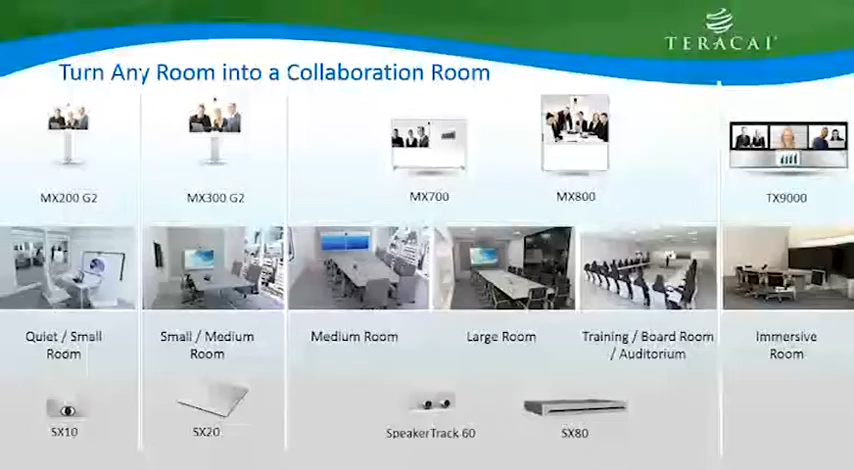 TERACAI
Turn Any Room into a Collaboration Room
MX200 G2
MX300 G2
MX700
MX800
TX9000
Quiet / Small
Room
Small / Medium
Room
Medium Room
Large Room
Training / Board Room
/ Auditorium
Immersive
Room
SX10
SX20
SpeakerTrack 60
SX80